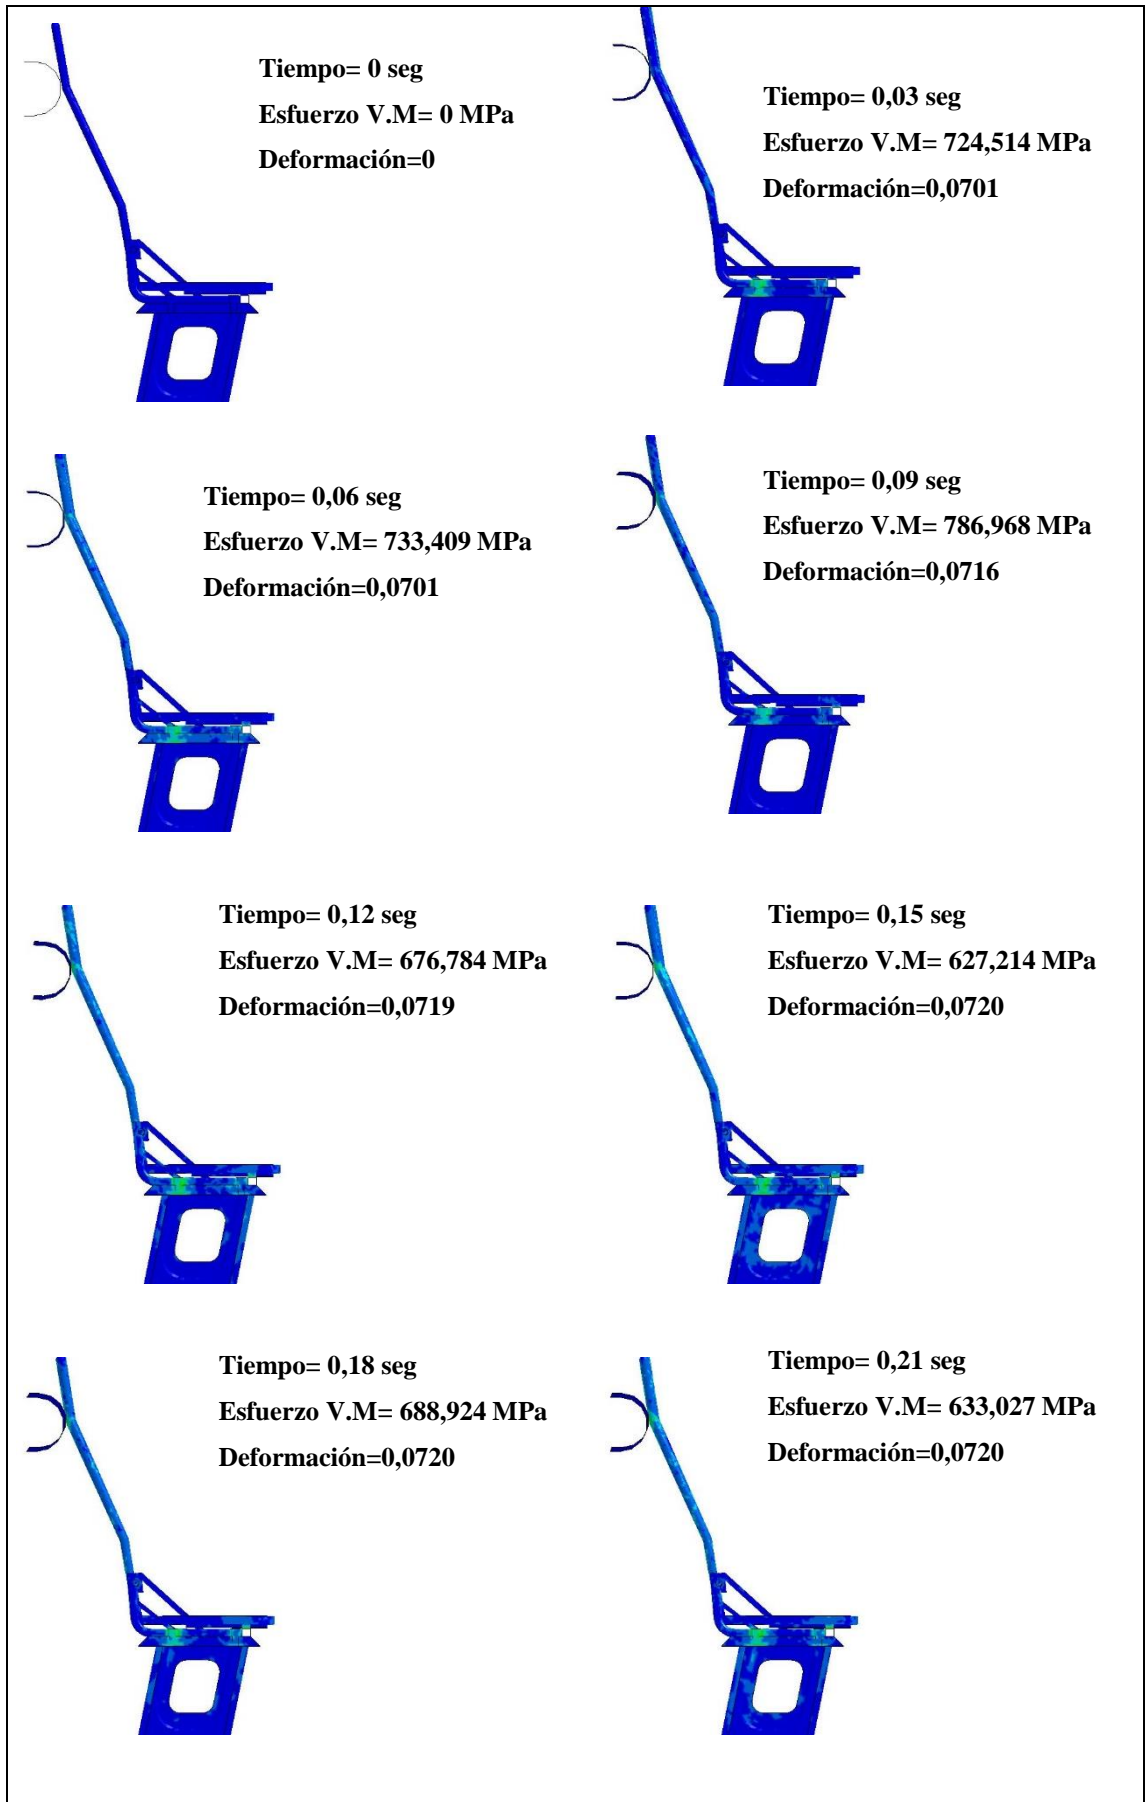 Tiempo= 0 seg
Esfuerzo V.M= 0 MPa
Deformación=0
Tiempo= 0,03 seg
Esfuerzo V.M= 724,514 MPa
Deformación=0,0701
Tiempo= 0,06 seg
Esfuerzo V.M= 733,409 MPa
Deformación=0,0701
Tiempo= 0,09 seg
Esfuerzo V.M= 786,968 MPa
Deformación=0,0716
Tiempo= 0,12 seg
Esfuerzo V.M= 676,784 MPa
Deformación=0,0719
Tiempo= 0,15 seg
Esfuerzo V.M= 627,214 MPa
Deformación=0,0720
Tiempo= 0,18 seg
Esfuerzo V.M= 688,924 MPa
Deformación=0,0720
Tiempo= 0,21 seg
Esfuerzo V.M= 633,027 MPa
Deformación=0,0720